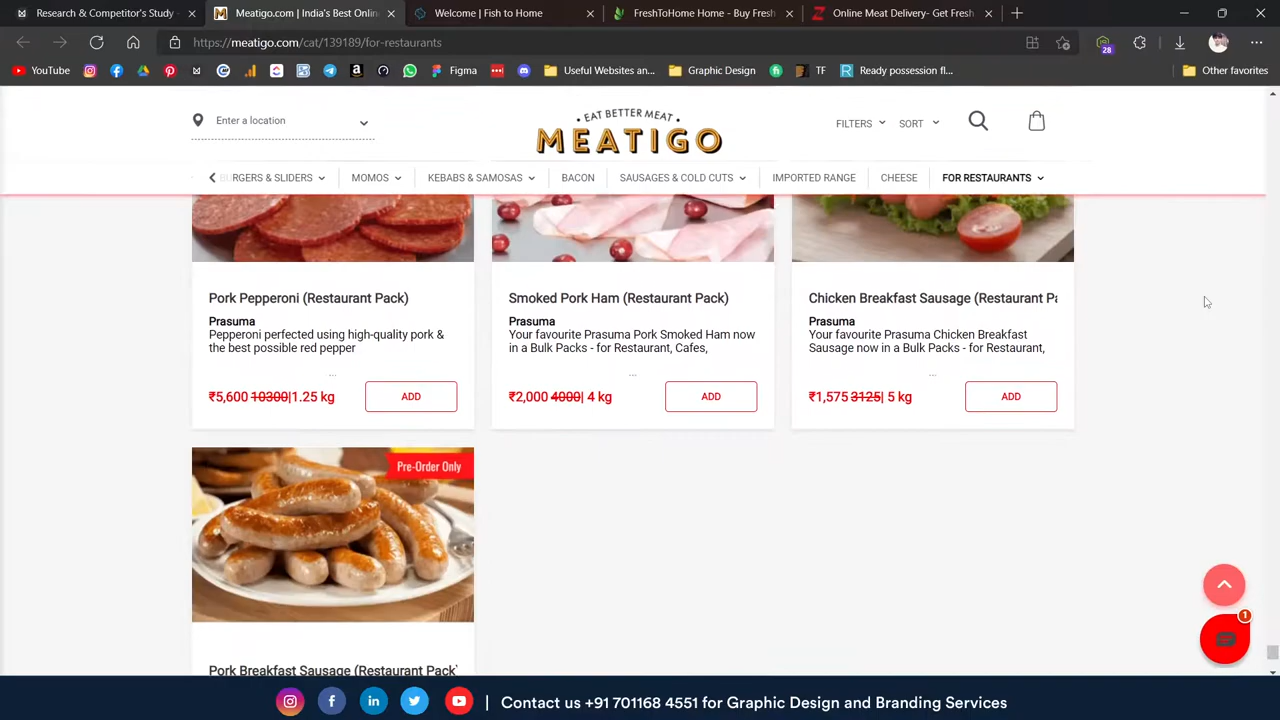 Research & Competitor's Study -
Meatigo.com | India's Best Online
Welcome | Fish to Home
FreshToHome Home - Buy Fresh
Online Meat Delivery- Get Fresh
https://meatigo.com/cat/139189/for-restaurants
28
YouTube
Figma
Useful Websites an...
Graphic Design
TF
Ready possession fl...
Other favorites
Enter a location
• EAT BETTER MEAT •
MEATIGO
FILTERS
SORT
BURGERS & SLIDERS
MOMOS
KEBABS & SAMOSAS
BACON
SAUSAGES & COLD CUTS
IMPORTED RANGE
CHEESE
FOR RESTAURANTS
Pork Pepperoni (Restaurant Pack)
Prasuma
Pepperoni perfected using high-quality pork &
the best possible red pepper
...
₹5,600 10300|1.25 kg
ADD
Smoked Pork Ham (Restaurant Pack)
Prasuma
Your favourite Prasuma Pork Smoked Ham now
in a Bulk Packs - for Restaurant, Cafes,
...
₹2,000 4000| 4 kg
ADD
Chicken Breakfast Sausage (Restaurant Pa
Prasuma
Your favourite Prasuma Chicken Breakfast
Sausage now in a Bulk Packs - for Restaurant,
...
₹1,575 3125| 5 kg
ADD
Pre-Order Only
Pork Breakfast Sausage (Restaurant Pack)
1
| Contact us +91 701168 4551 for Graphic Design and Branding Services